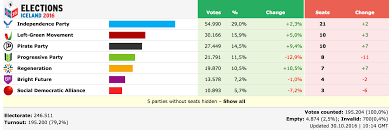 ELECTIONS
ICELAND 2016
Votes Change Seats Change
Independence Party 54.990 29,0% +2,3% 21 +2
Left-Green Movement 30.166 15,9% +5,0% 10 +3
Pirate Party 27.449 14,5% +9,4% 10 +7
Progressive Party 21.791 11,5% -12,9% 8 -11
Regeneration 19.870 10,5% +10,5% 7 +7
Bright Future 13.578 7,2% -1,0% 4 -2
Social Democratic Alliance 5,7% -7,2% 3 -6
5 parties without seats hidden - Show all
Electorate: 246.511
Turnout: 195.200 (79,2%)
Votes counted: 195.204 (100,0%)
Empty: 4.874 (2,5%); Invalid: 700(0,4%)
Updated 30.10.2016 | 10:14 GMT